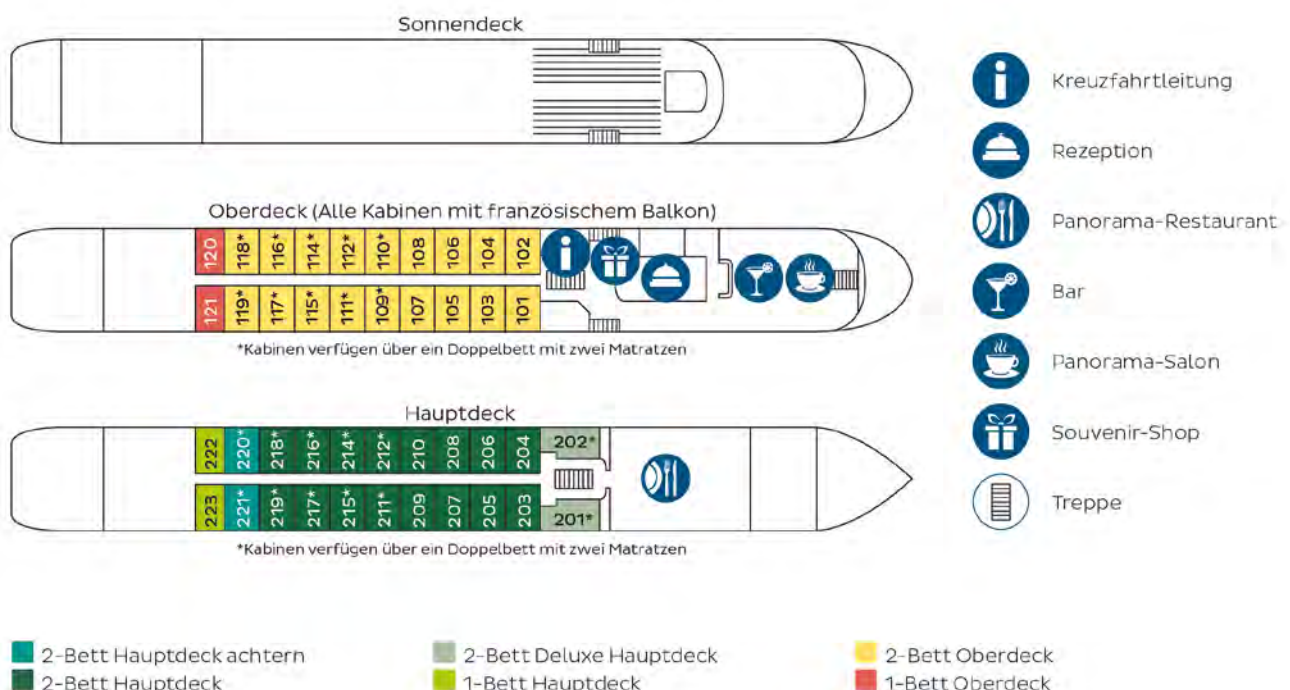 Sonnendeck
Oberdeck (Alle Kabinen mit französischem Balkon)
120 118* 116* 114* 112* 110* 108 106 104 102
121 119* 117* 115* 111* 109* 107 105 103 101
*Kabinen verfügen über ein Doppelbett mit zwei Matratzen
Hauptdeck
222 220* 218* 216* 214* 212* 210 208 206 204 202*
223 221* 219* 217* 215* 211* 209 207 205 203 201*
*Kabinen verfügen über ein Doppelbett mit zwei Matratzen
Kreuzfahrtleitung
Rezeption
Panorama-Restaurant
Bar
Panorama-Salon
Souvenir-Shop
Treppe
2-Bett Hauptdeck achtern
2-Bett Hauptdeck
2-Bett Deluxe Hauptdeck
1-Bett Hauptdeck
2-Bett Oberdeck
1-Bett Oberdeck